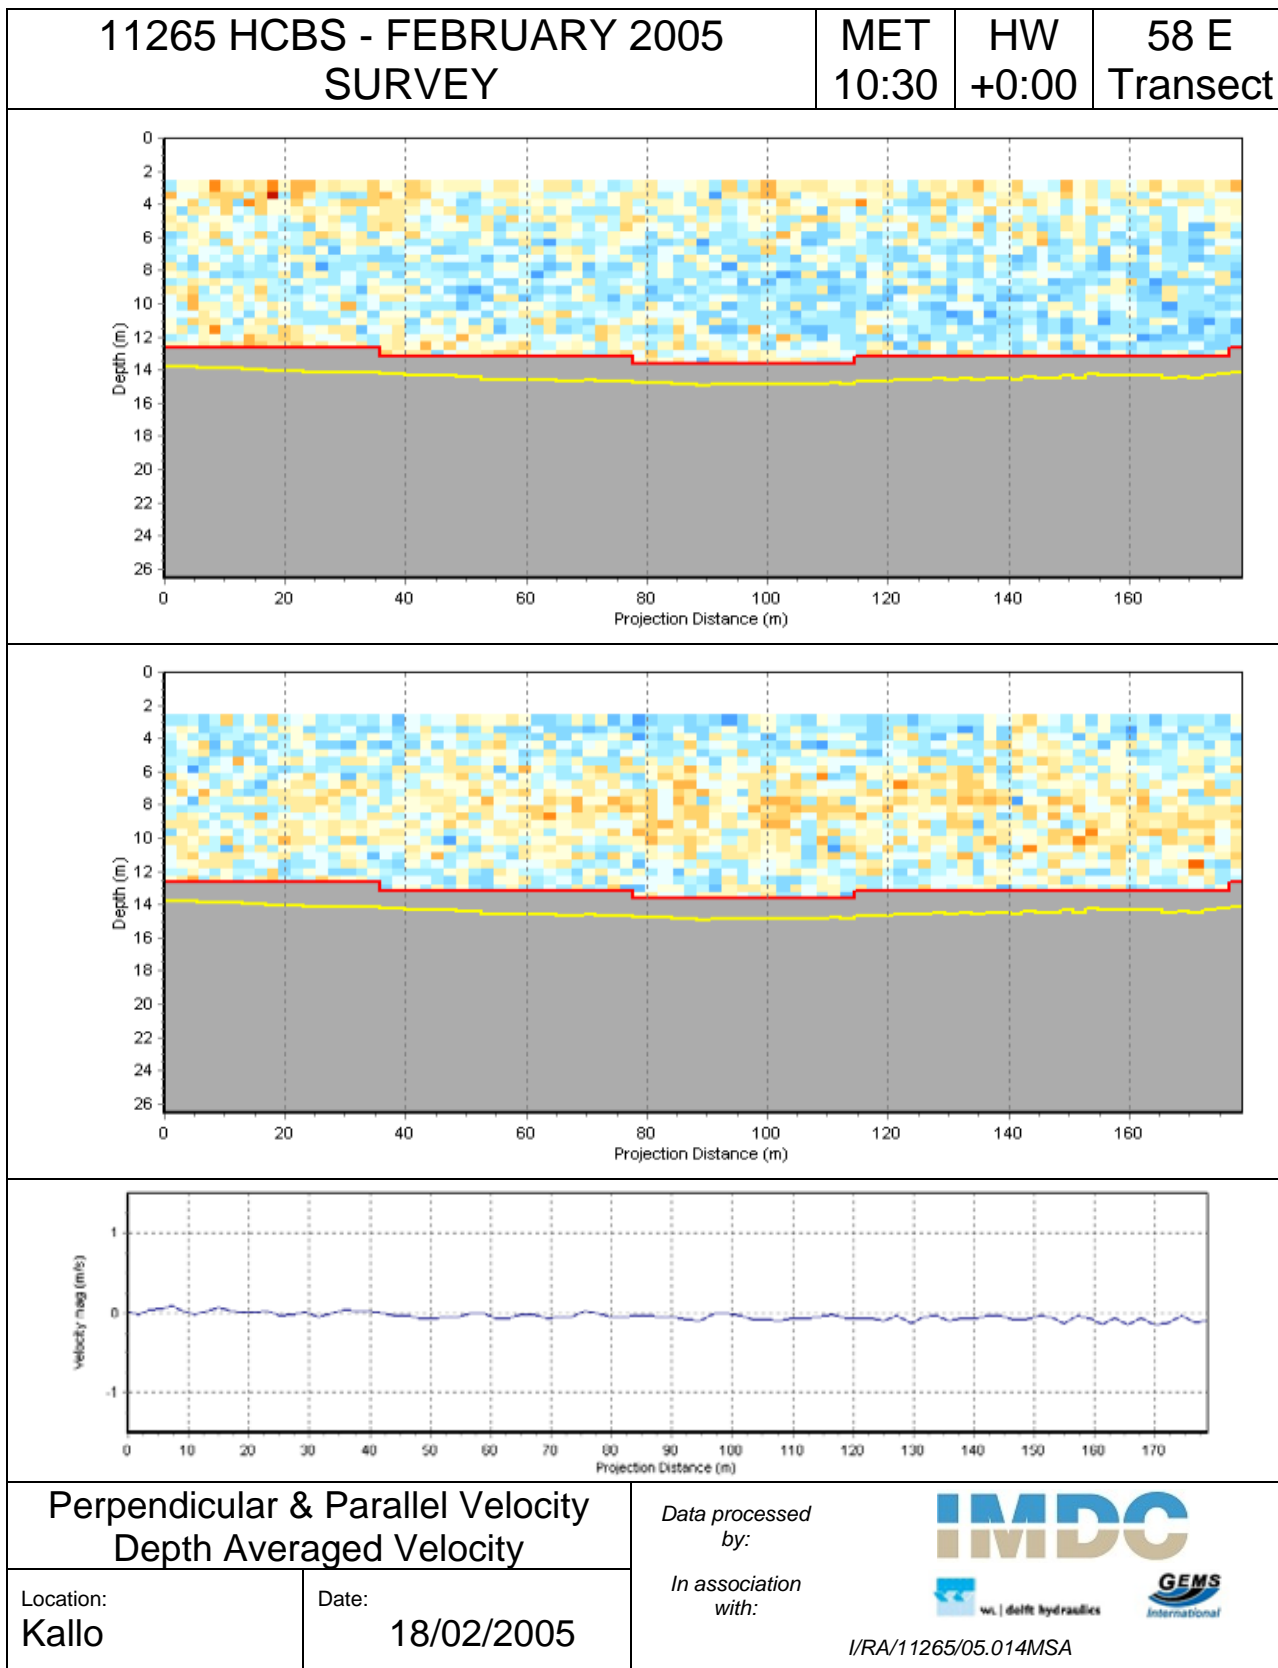 11265 HCBS - FEBRUARY 2005
SURVEY
MET
10:30
HW
+0:00
58 E
Transect
0
2
4
6
8
10
12
14
16
18
20
22
24
26
Depth (m)
0 20 40 60 80 100 120 140 160
Projection Distance (m)
0
2
4
6
8
10
12
14
16
18
20
22
24
26
Depth (m)
0 20 40 60 80 100 120 140 160
Projection Distance (m)
1
0
-1
Velocity mag (m/s)
0 10 20 30 40 50 60 70 80 90 100 110 120 130 140 150 160 170
Projection Distance (m)
Perpendicular & Parallel Velocity
Depth Averaged Velocity
Location:
Kallo
Date:
18/02/2005
Data processed
by:
IMDC
In association
with:
wl | delft hydraulics
GEMS
International
I/RA/11265/05.014MSA